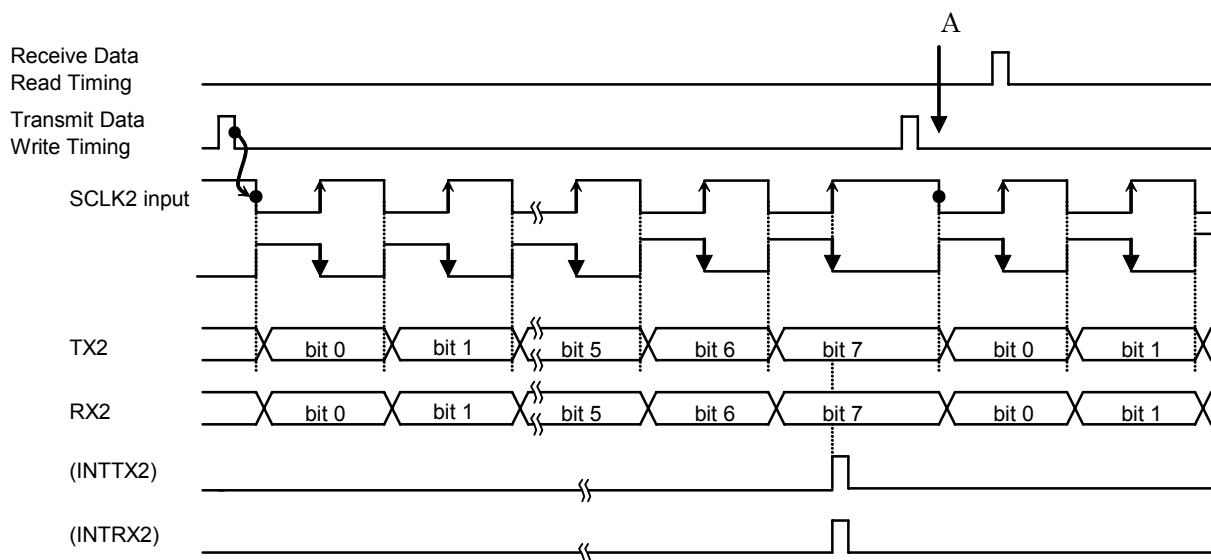 A
Receive Data
Read Timing
Transmit Data
Write Timing
SCLK2 input
TX2
bit 0 bit 1 bit 5 bit 6 bit 7 bit 0 bit 1
RX2
bit 0 bit 1 bit 5 bit 6 bit 7 bit 0 bit 1
(INTTX2)
(INTRX2)